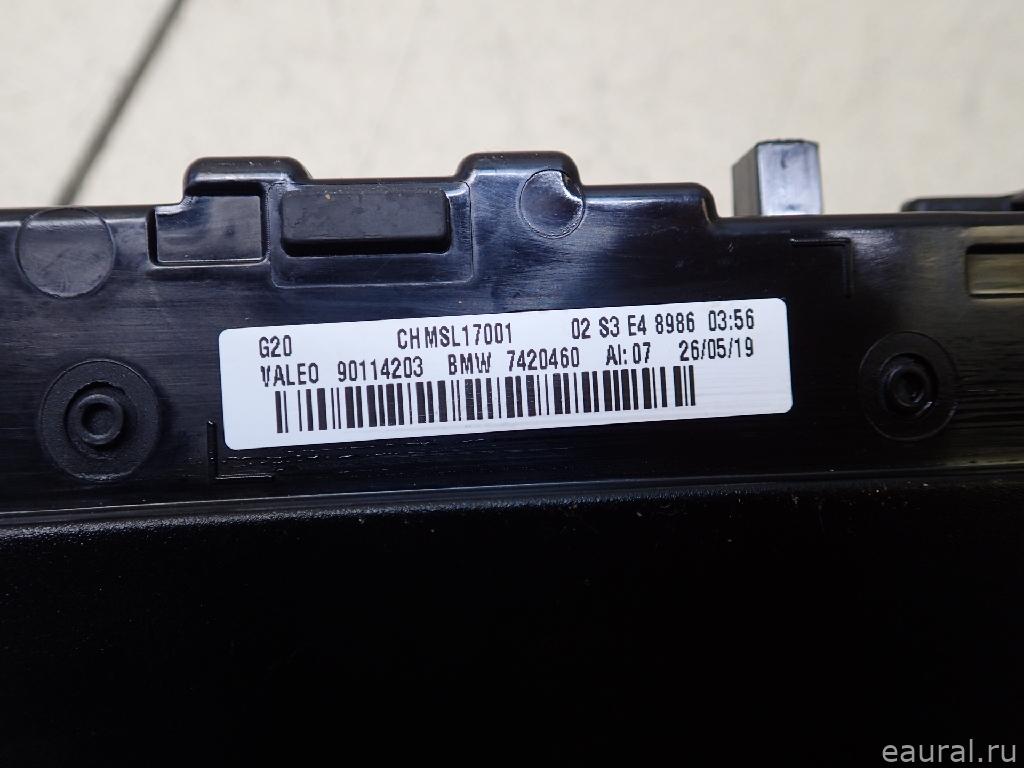 G20 CHMSL17001 02 S3 E4 8986 03:56
VALEO 90114203 BMW 7420460 AI: 07 26/05/19
eaural.ru